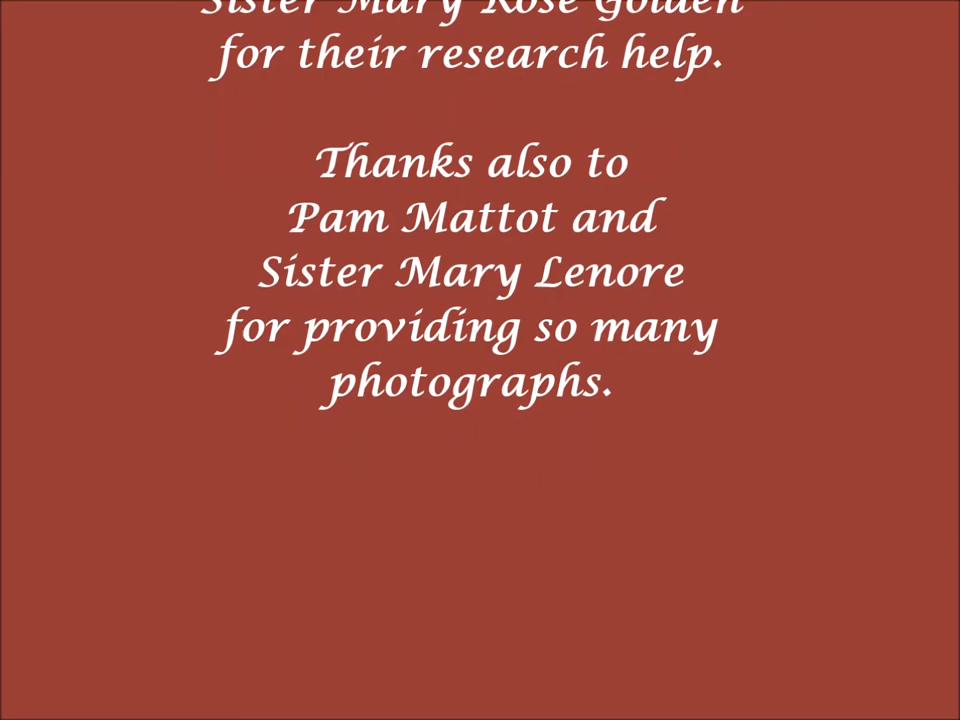 Sister Mary Rose Golden
for their research help.
Thanks also to
Pam Mattot and
Sister Mary Lenore
for providing so many
photographs.